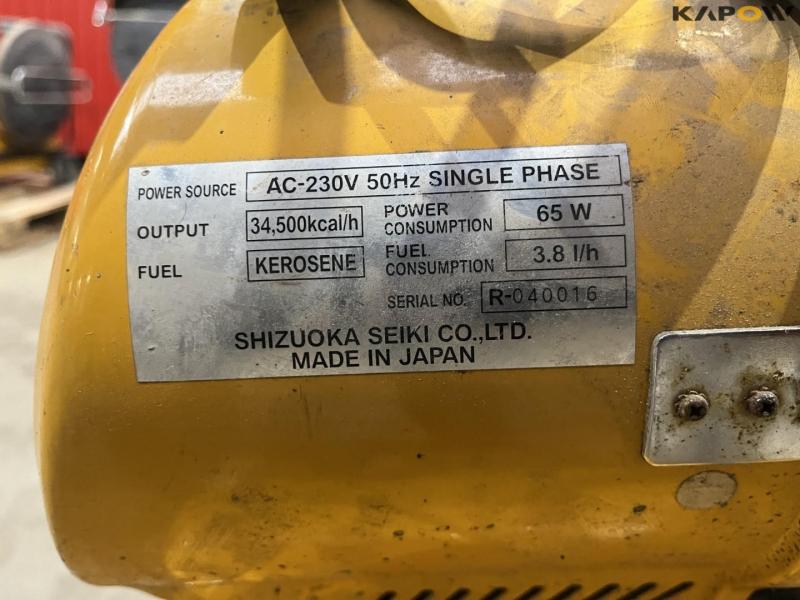 KAPOW
POWER SOURCE AC-230V 50Hz SINGLE PHASE
OUTPUT 34,500kcal/h POWER CONSUMPTION 65 W
FUEL KEROSENE FUEL CONSUMPTION 3.8 l/h
SERIAL NO. R-040016
SHIZUOKA SEIKI CO.,LTD.
MADE IN JAPAN